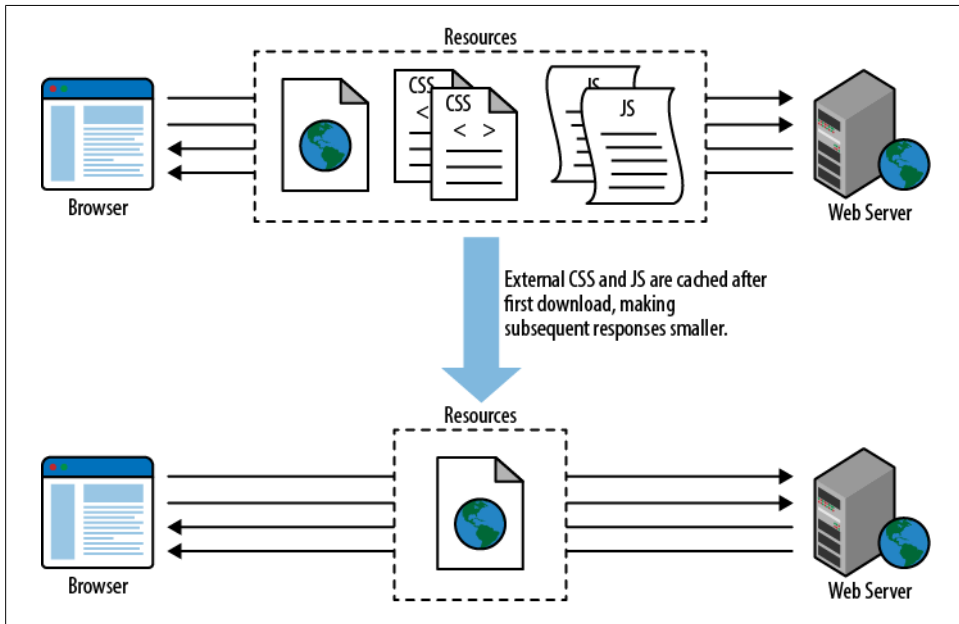 Resources
CSS
CSS
< >
JS
JS
Browser
Web Server
External CSS and JS are cached after
first download, making
subsequent responses smaller.
Resources
Browser
Web Server